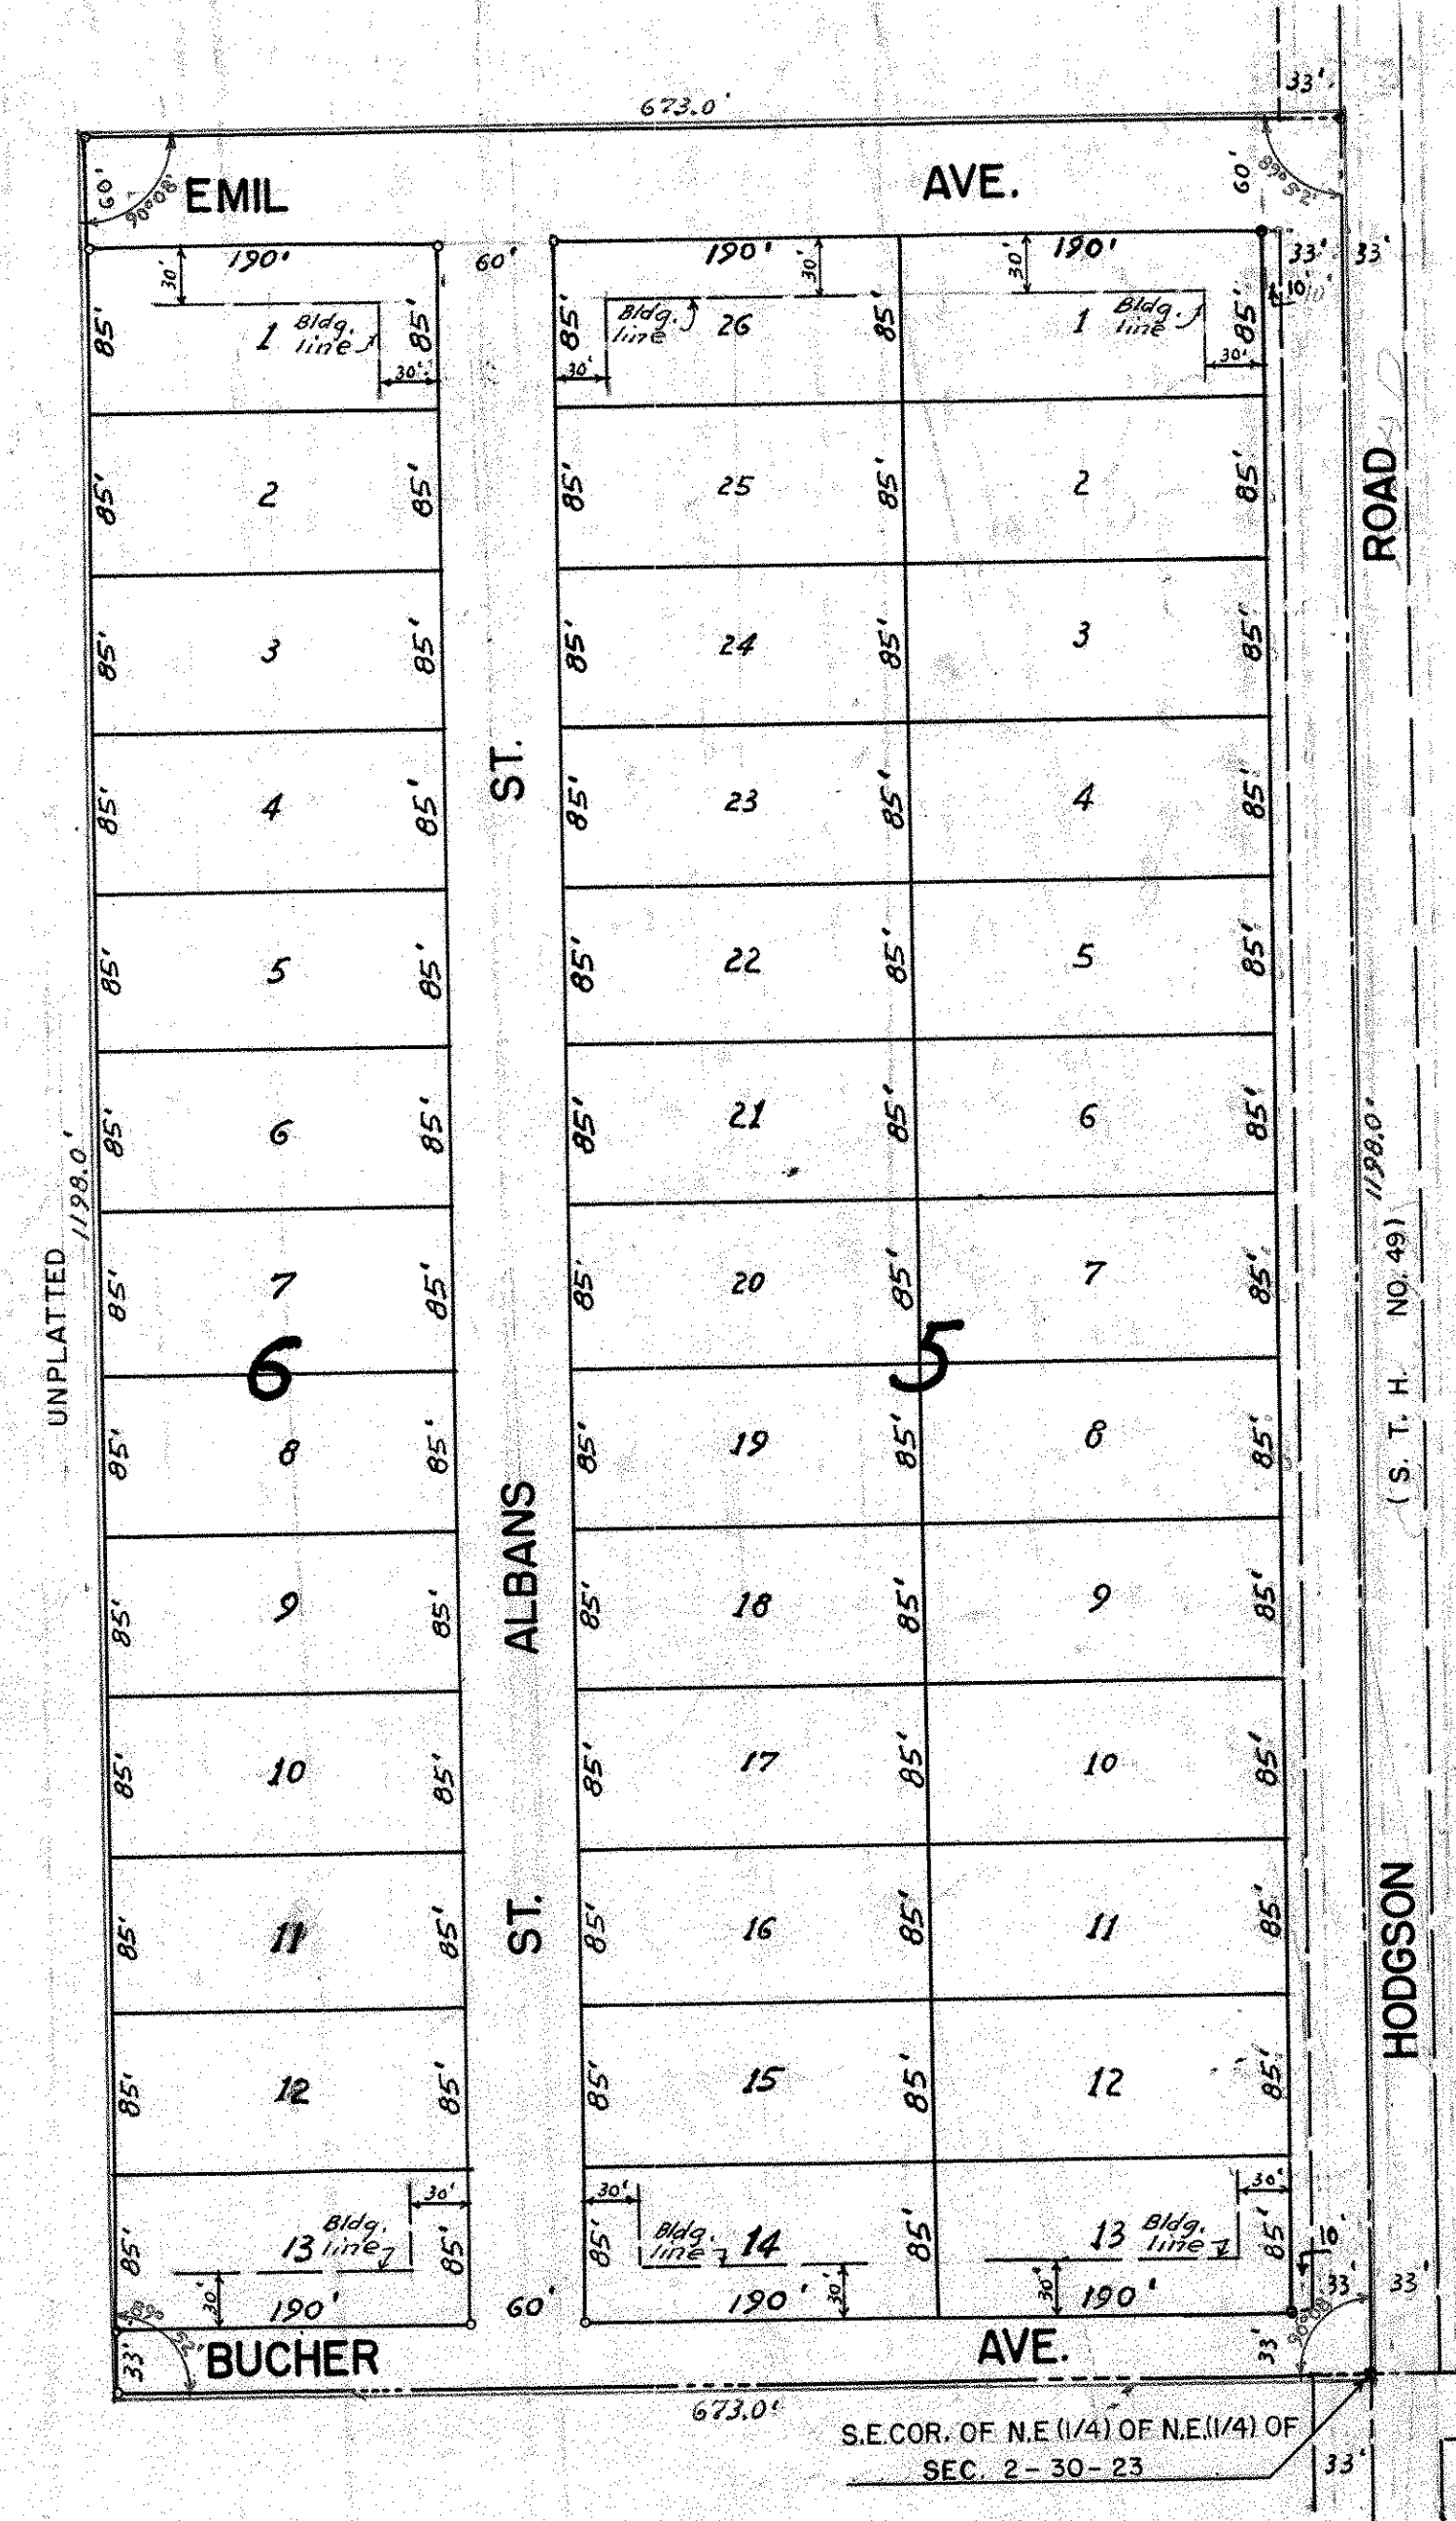 33'
673.0'
60'
90°08'
EMIL AVE.
60'
89°52'
190' 60' 190' 190' 33' 33'
30' 30' 30' 10'
85' 1 Bldg. line 85' 30'
85' Bldg. line 26 85' 30'
1 Bldg. line 85' 30'
85' 2 85' 85' 25 85' 2 85'
ROAD
85' 3 85' 85' 24 85' 3 85'
ST.
85' 4 85' 85' 23 85' 4 85'
85' 5 85' 85' 22 85' 5 85'
85' 6 85' 85' 21 85' 6 85'
1198.0' 1198.0'
UNPLATTED
(S. T. H. NO. 49)
85' 7 85' 85' 20 85' 7 85'
6 5
85' 8 85' 85' 19 85' 8 85'
ALBANS
85' 9 85' 85' 18 85' 9 85'
85' 10 85' 85' 17 85' 10 85'
ST.
HODGSON
85' 11 85' 85' 16 85' 11 85'
85' 12 85' 85' 15 85' 12 85'
30' 30' 30'
85' 13 Bldg. line 85'
85' Bldg. line 14 85'
13 Bldg. line 85' 10'
30' 190' 60' 190' 30' 30' 190' 33' 33'
89°52' 90°08'
33' BUCHER AVE. 33'
673.0'
S.E.COR. OF N.E (1/4) OF N.E.(1/4) OF
SEC. 2-30-23
33'